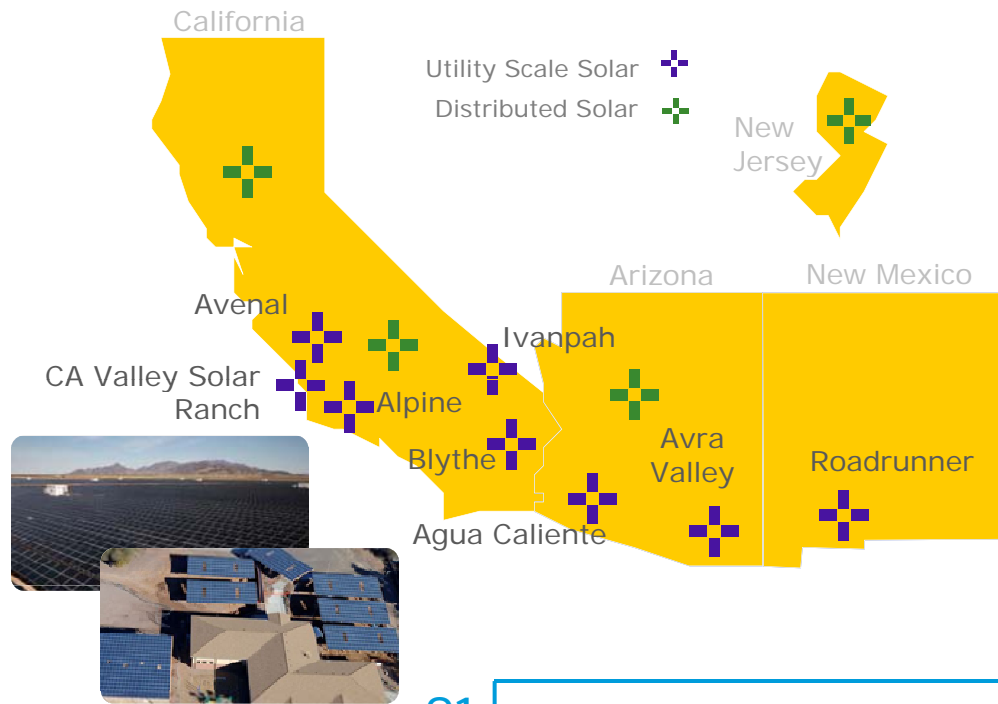 California
Utility Scale Solar
Distributed Solar
New
Jersey
Arizona
New Mexico
Avenal
Ivanpah
CA Valley Solar
Ranch
Alpine
Avra
Valley
Blythe
Roadrunner
Agua Caliente